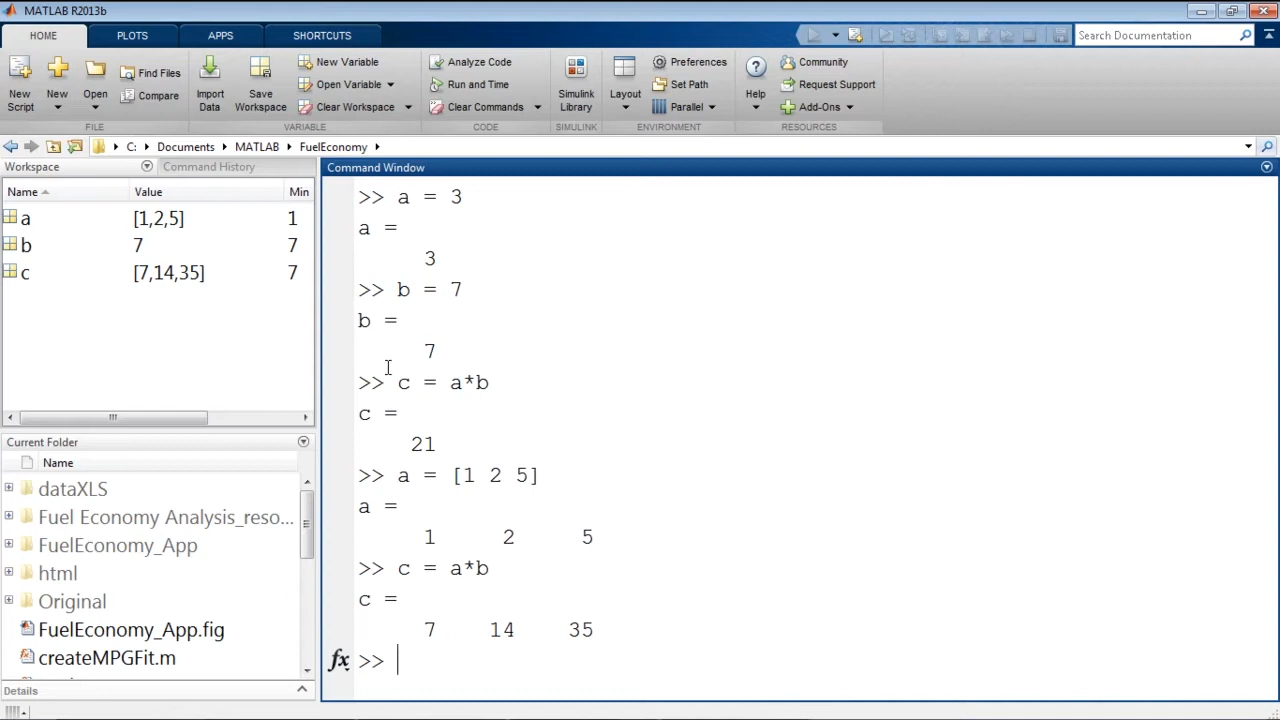 MATLAB R2013b
HOME PLOTS APPS SHORTCUTS
Search Documentation
New Script
New
Open
Find Files
Compare
FILE
Import Data
Save Workspace
New Variable
Open Variable
Clear Workspace
VARIABLE
Analyze Code
Run and Time
Clear Commands
CODE
Simulink Library
SIMULINK
Layout
Preferences
Set Path
Parallel
ENVIRONMENT
Help
Community
Request Support
Add-Ons
RESOURCES
C: Documents MATLAB FuelEconomy
Workspace Command History
Name Value Min
a [1,2,5] 1
b 7 7
c [7,14,35] 7
Current Folder
Name
dataXLS
Fuel Economy Analysis_reso...
FuelEconomy_App
html
Original
FuelEconomy_App.fig
createMPGFit.m
Details
Command Window
>> a = 3
a =
3
>> b = 7
b =
7
>> c = a*b
c =
21
>> a = [1 2 5]
a =
1 2 5
>> c = a*b
c =
7 14 35
fx >>